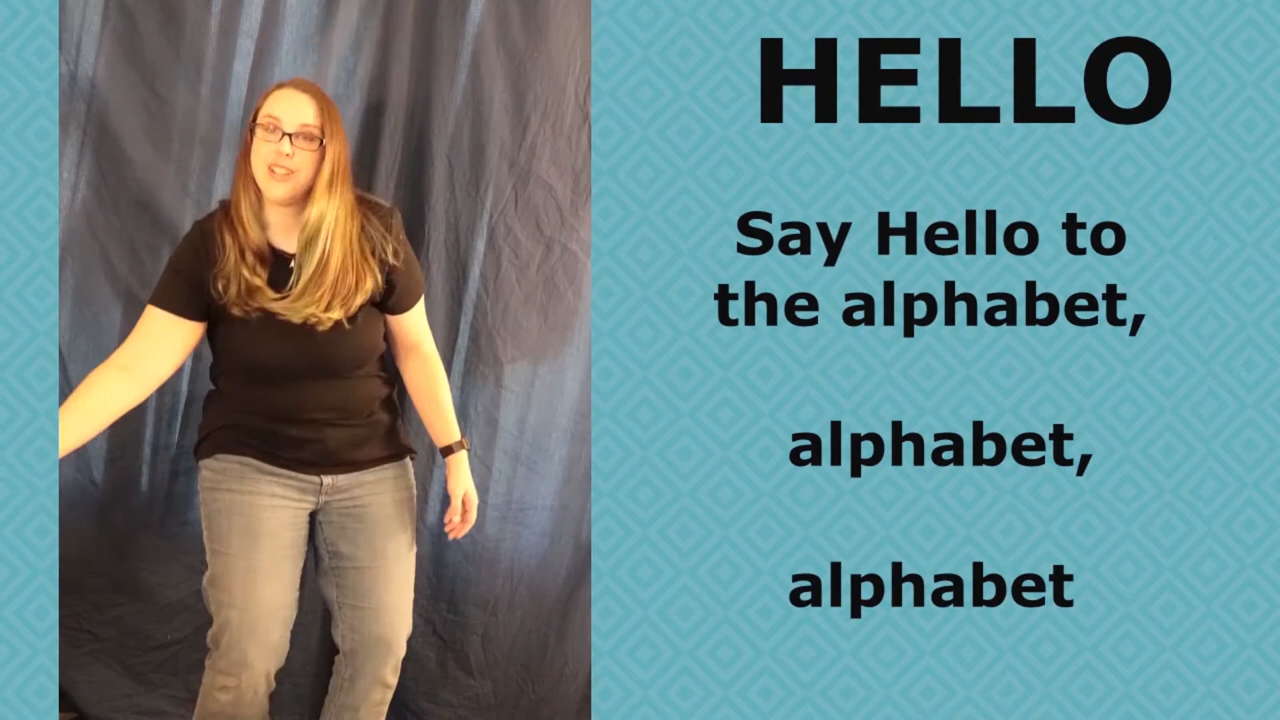 HELLO
Say Hello to
the alphabet,
alphabet,
alphabet